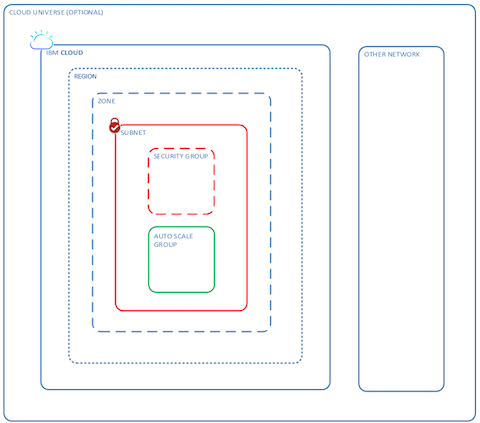 CLOUD UNIVERSE (OPTIONAL)
IBM CLOUD
OTHER NETWORK
REGION
ZONE
SUBNET
SECURITY GROUP
AUTO SCALE
GROUP